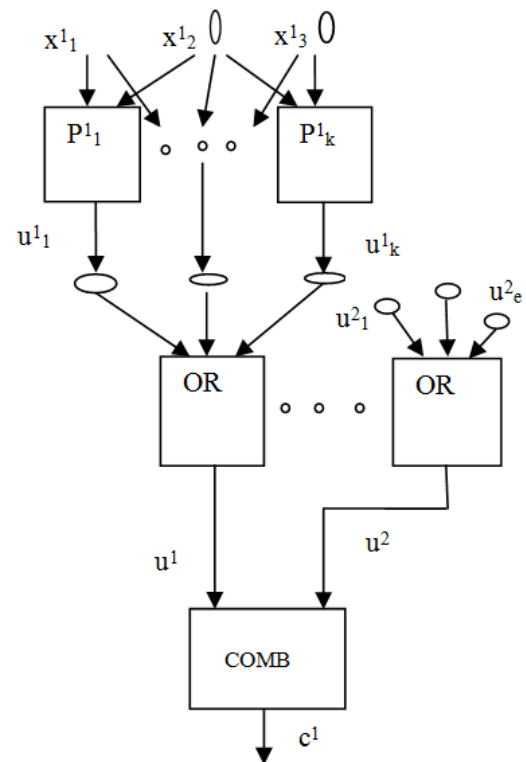 x¹₁ x¹₂ x¹₃
P¹₁ P¹ₖ
u¹₁ u¹ₖ
u²₁ u²ₑ
OR OR
u¹ u²
COMB
c¹